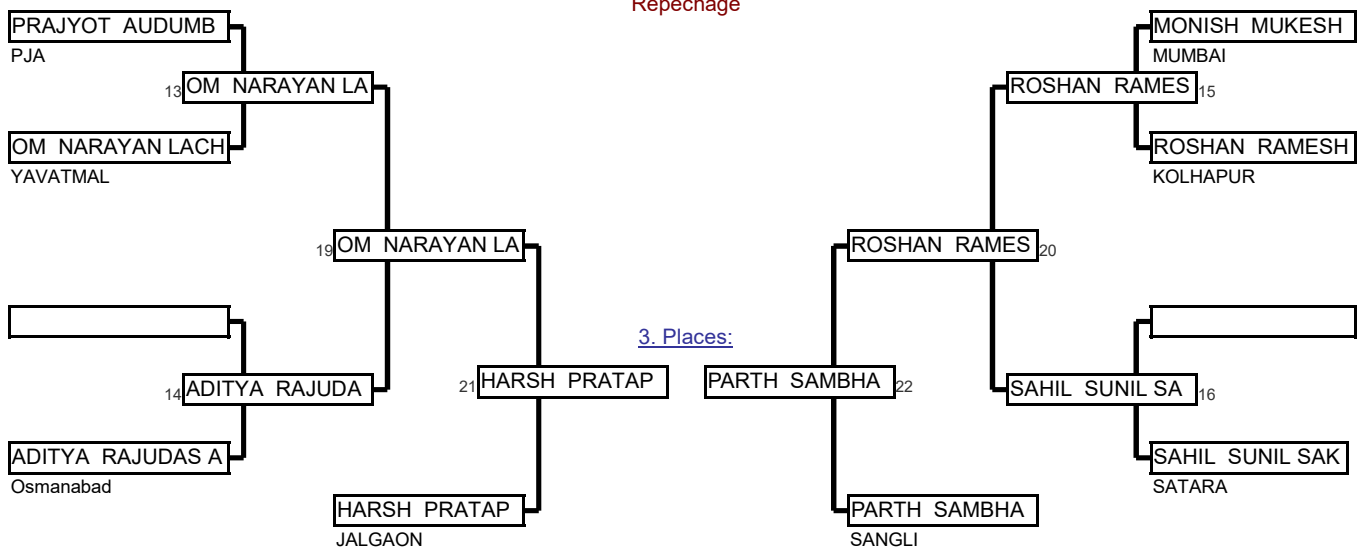 Repechage
PRAJYOT AUDUMB
PJA
MONISH MUKESH
MUMBAI
13 OM NARAYAN LA
ROSHAN RAMES 15
OM NARAYAN LACH
YAVATMAL
ROSHAN RAMESH
KOLHAPUR
19 OM NARAYAN LA
ROSHAN RAMES 20
3. Places:
14 ADITYA RAJUDA
21 HARSH PRATAP
PARTH SAMBHA 22
SAHIL SUNIL SA 16
ADITYA RAJUDAS A
Osmanabad
SAHIL SUNIL SAK
SATARA
HARSH PRATAP
JALGAON
PARTH SAMBHA
SANGLI